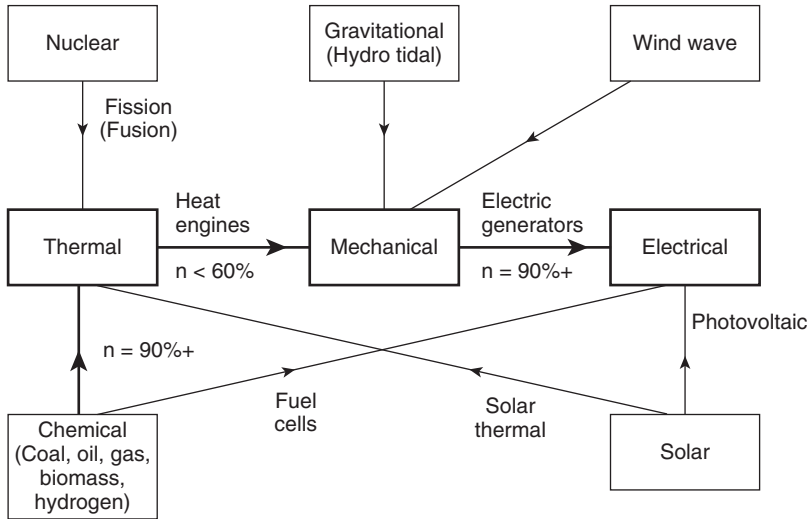 Nuclear
Gravitational
(Hydro tidal)
Wind wave
Fission
(Fusion)
Heat
engines
Electric
generators
Thermal
Mechanical
Electrical
n < 60%
n = 90%+
Photovoltaic
n = 90%+
Fuel
cells
Solar
thermal
Chemical
(Coal, oil, gas,
biomass,
hydrogen)
Solar